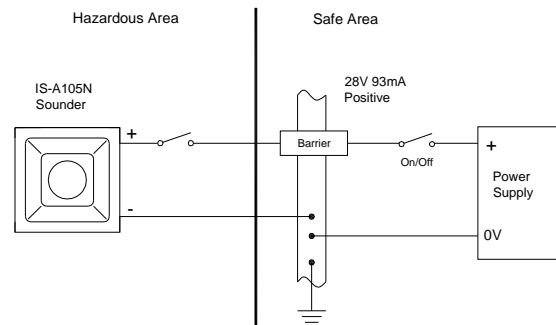 Hazardous Area
Safe Area
IS-A105N
Sounder
28V 93mA
Positive
+
Barrier
On/Off
+
Power
Supply
-
0V